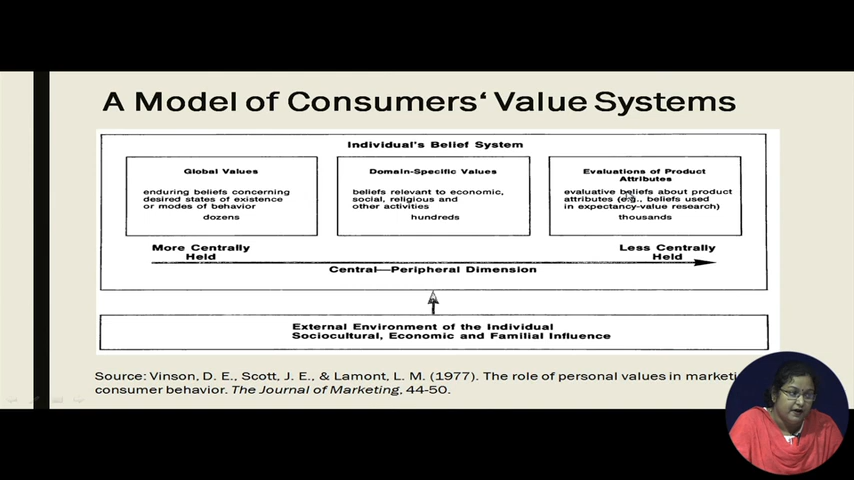 A Model of Consumers‘ Value Systems
Individual's Belief System
Global Values
enduring beliefs concerning
desired states of existence
or modes of behavior
dozens
Domain-Specific Values
beliefs relevant to economic,
social, religious and
other activities
hundreds
Evaluations of Product
Attributes
evaluative beliefs about product
attributes (e.g., beliefs used
in expectancy-value research)
thousands
More Centrally
Held
Less Centrally
Held
Central—Peripheral Dimension
External Environment of the Individual
Sociocultural, Economic and Familial Influence
Source: Vinson, D. E., Scott, J. E., & Lamont, L. M. (1977). The role of personal values in
consumer behavior. The Journal of Marketing, 44-50.